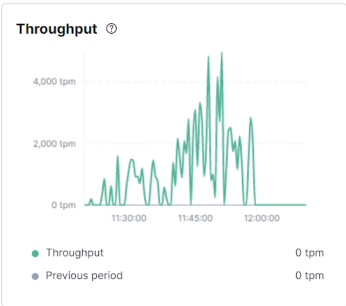 Throughput ?
4,000 tpm
2,000 tpm
0 tpm
11:30:00 11:45:00 12:00:00
Throughput 0 tpm
Previous period 0 tpm